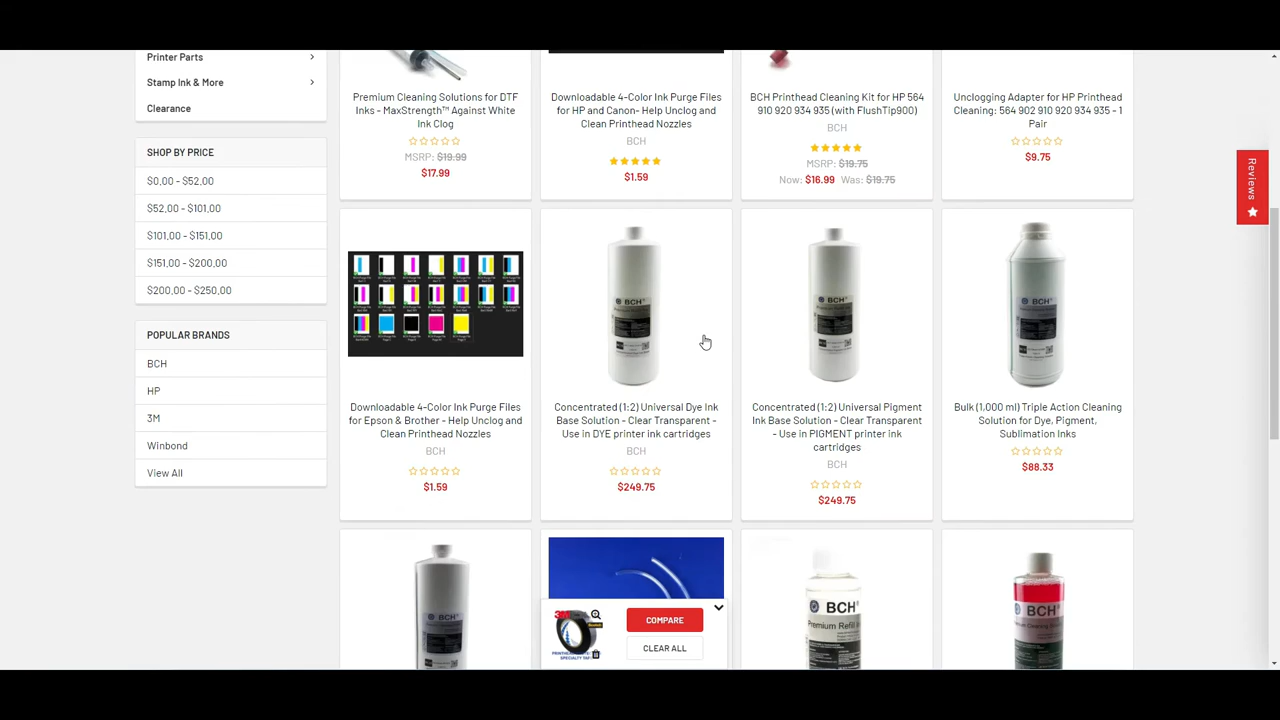 Printer Parts
Stamp Ink & More
Clearance
SHOP BY PRICE
$0.00 - $52.00
$52.00 - $101.00
$101.00 - $151.00
$151.00 - $200.00
$200.00 - $250.00
POPULAR BRANDS
BCH
HP
3M
Winbond
View All
Premium Cleaning Solutions for DTF
Inks - MaxStrength™ Against White
Ink Clog
MSRP: $19.99
$17.99
Downloadable 4-Color Ink Purge Files
for HP and Canon- Help Unclog and
Clean Printhead Nozzles
BCH
$1.59
BCH Printhead Cleaning Kit for HP 564
910 920 934 935 (with FlushTip900)
BCH
MSRP: $19.75
Now: $16.99 Was: $19.75
Unclogging Adapter for HP Printhead
Cleaning: 564 902 910 920 934 935 - 1
Pair
$9.75
Downloadable 4-Color Ink Purge Files
for Epson & Brother - Help Unclog and
Clean Printhead Nozzles
BCH
$1.59
BCH
Concentrated (1:2) Universal Dye Ink
Base Solution - Clear Transparent -
Use in DYE printer ink cartridges
BCH
$249.75
BCH
Concentrated (1:2) Universal Pigment
Ink Base Solution - Clear Transparent
- Use in PIGMENT printer ink
cartridges
BCH
$249.75
BCH
Bulk (1,000 ml) Triple Action Cleaning
Solution for Dye, Pigment,
Sublimation Inks
$88.33
BCH
BCH
Premium Refill
BCH
COMPARE
CLEAR ALL
Reviews